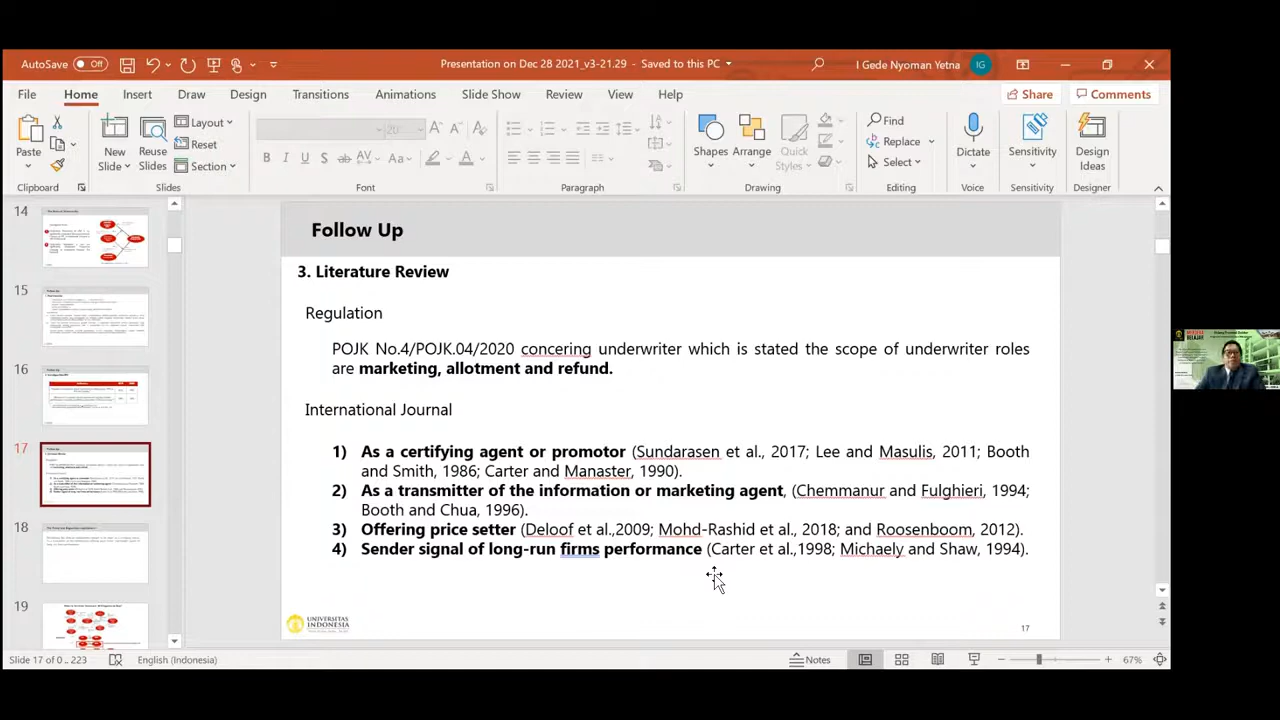 AutoSave Off
Presentation on Dec 28 2021_v3-21.29 - Saved to this PC
I Gede Nyoman Yetna IG
File Home Insert Draw Design Transitions Animations Slide Show Review View Help Share Comments
Paste
New Slide
Reuse Slides
Layout
Reset
Section
20
Shapes
Arrange
Quick Styles
Find
Replace
Select
Dictate
Sensitivity
Design Ideas
Clipboard Slides Font Paragraph Drawing Editing Voice Sensitivity Designer
14
15
16
17
18
19
Follow Up
3. Literature Review
Regulation
underwriter which is stated the scope of underwriter roles
are marketing, allotment and refund.
International Journal
1) As a certifying agent or promotor (Sundarasen et al., 2017; Lee and Masulis, 2011; Booth
and Smith, 1986; Carter and Manaster, 1990).
2) As a transmitter of the information or marketing agent, (Chemmanur and Fulghieri, 1994;
Booth and Chua, 1996).
3) Offering price (Deloof et al.,2009; Mohd-Rashid et al., 2018; and Roosenboom, 2012).
4) Sender signal of long-run firms performance (Carter et al.,1998; Michaely and Shaw, 1994).
UNIVERSITAS
INDONESIA
17
Slide 17 of 0 .. 223
English (Indonesia)
Notes
67%